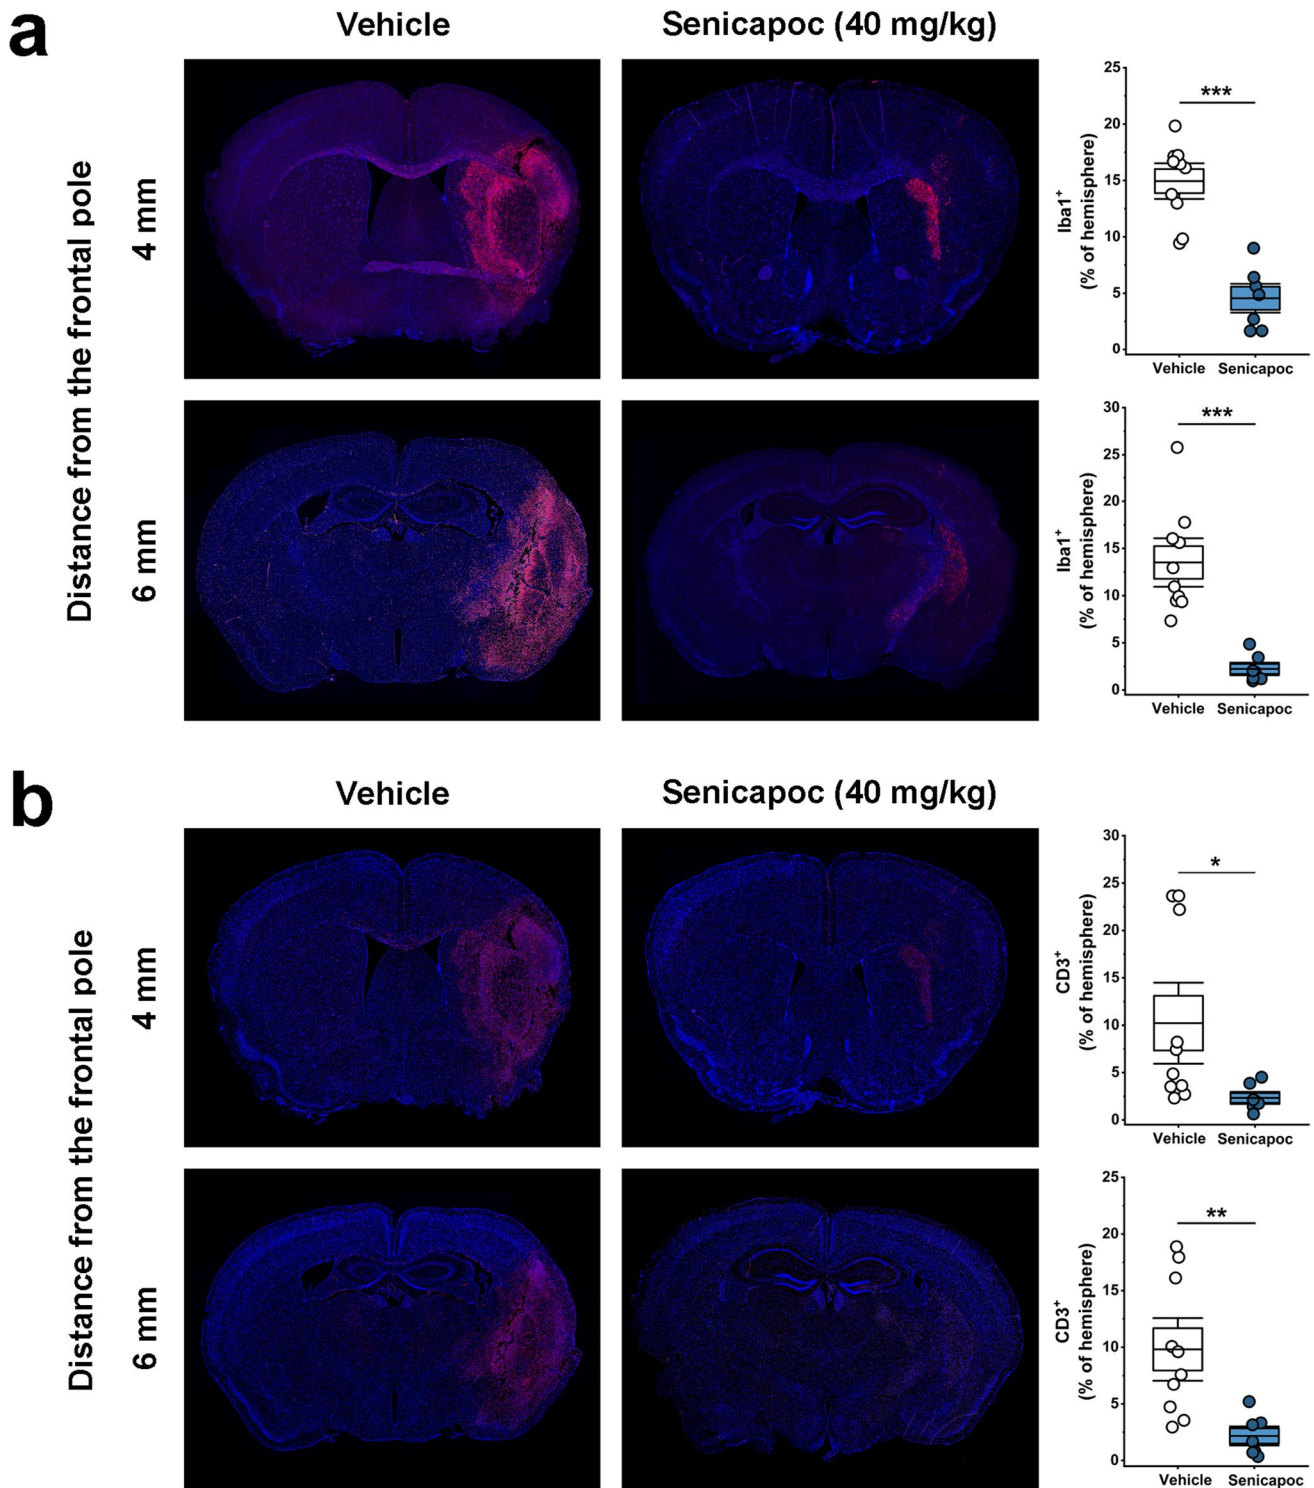 a
Vehicle
Senicapoc (40 mg/kg)
Distance from the frontal pole
4 mm
25
20
15
10
5
0
Iba1⁺
(% of hemisphere)
***
Vehicle
Senicapoc
6 mm
30
25
20
15
10
5
0
Iba1⁺
(% of hemisphere)
***
Vehicle
Senicapoc
b
Vehicle
Senicapoc (40 mg/kg)
Distance from the frontal pole
4 mm
30
25
20
15
10
5
0
CD3⁺
(% of hemisphere)
*
Vehicle
Senicapoc
6 mm
25
20
15
10
5
0
CD3⁺
(% of hemisphere)
**
Vehicle
Senicapoc